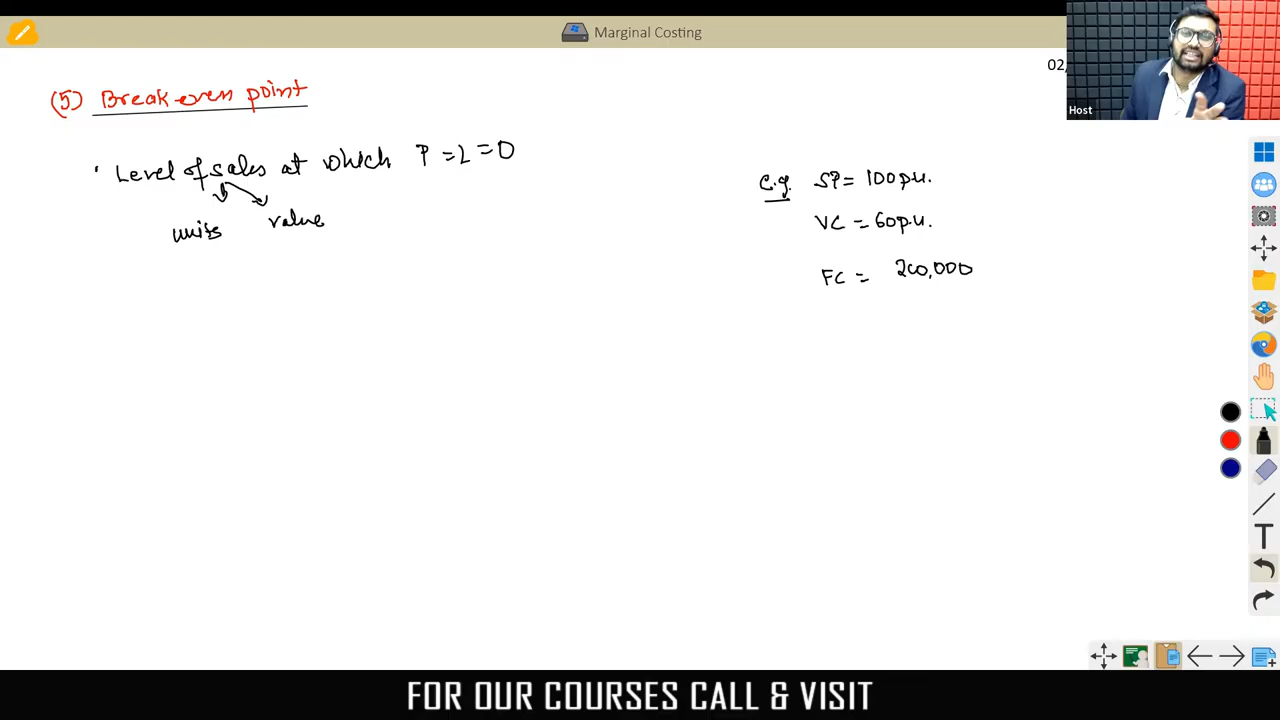 Marginal Costing
02
Host
(5) Break even point
• Level of sales at which P = L = 0
units value
e.g. SP = 100 p.u.
VC = 60 p.u.
FC = 200,000
T
FOR OUR COURSES CALL & VISIT